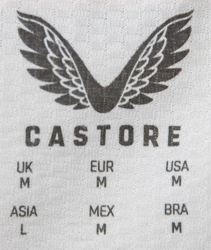 CASTORE
UK EUR USA
M M M
ASIA MEX BRA
L M M